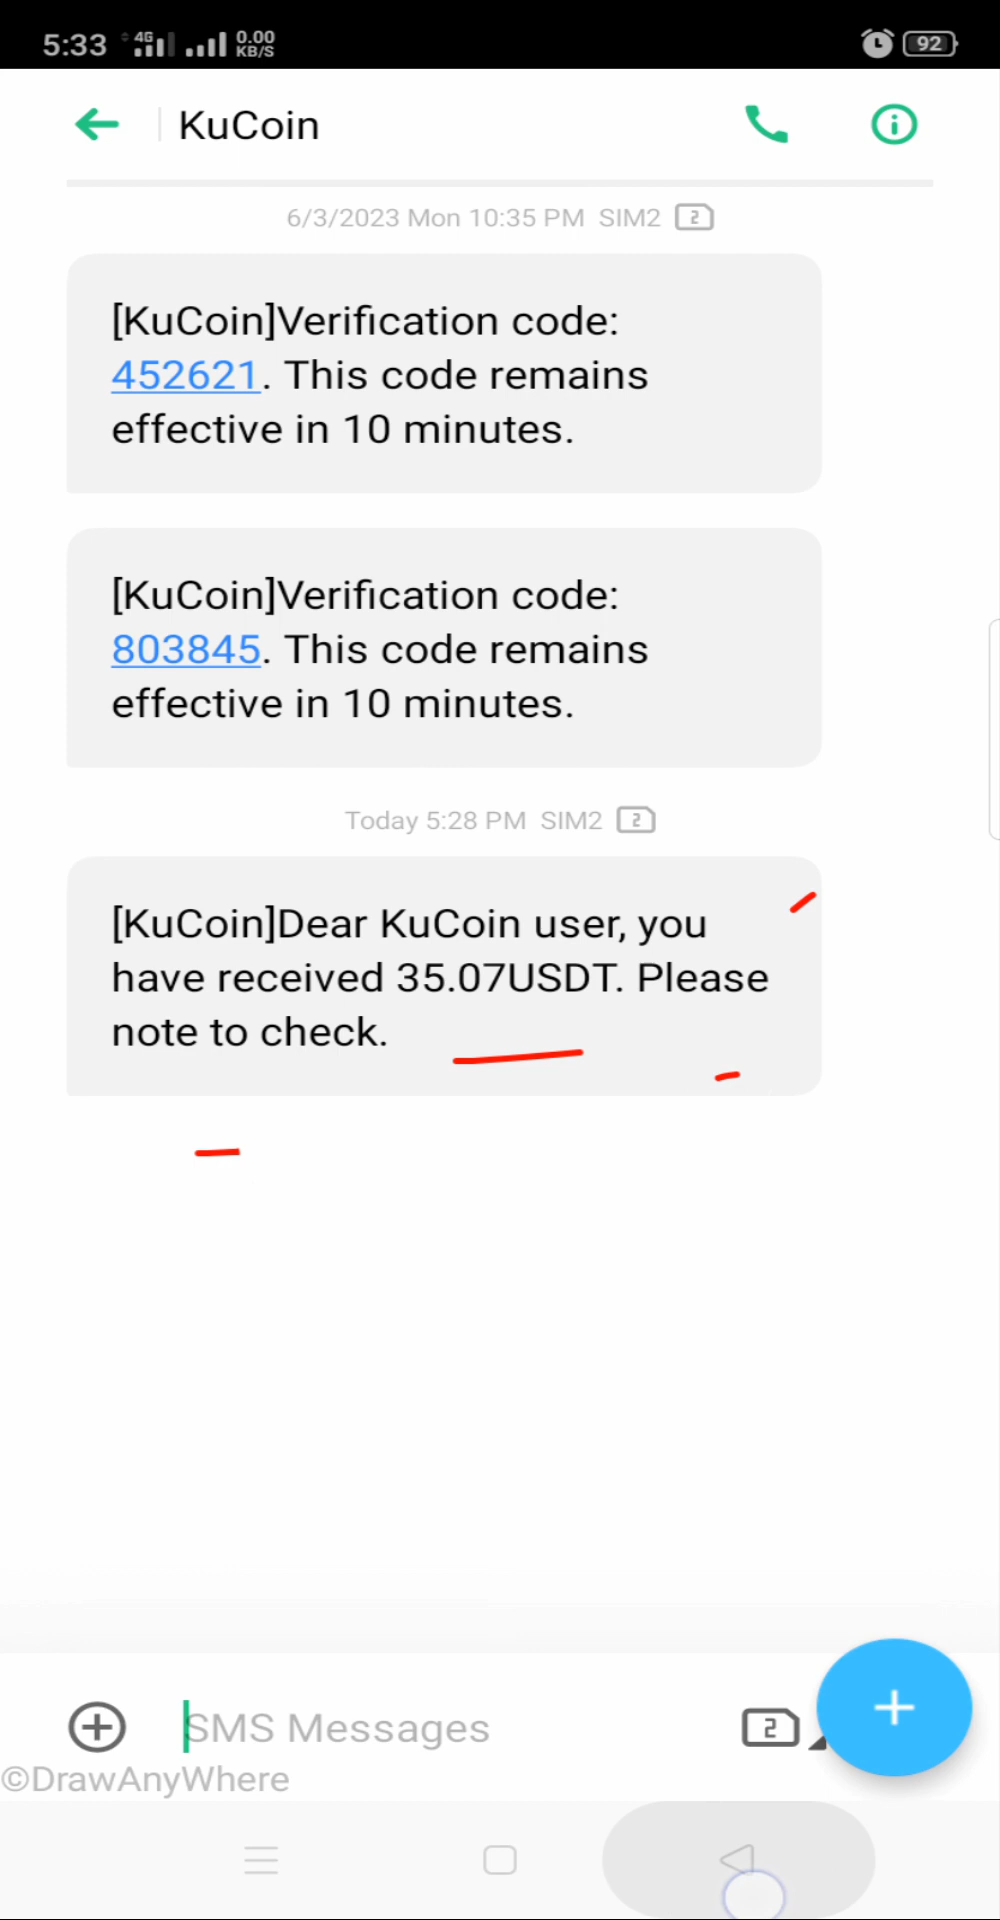 5:33 4G 0.00 KB/S 92
KuCoin
6/3/2023 Mon 10:35 PM SIM2 2
[KuCoin]Verification code:
452621. This code remains
effective in 10 minutes.
[KuCoin]Verification code:
803845. This code remains
effective in 10 minutes.
Today 5:28 PM SIM2 2
[KuCoin]Dear KuCoin user, you
have received 35.07USDT. Please
note to check.
SMS Messages 2
©DrawAnyWhere